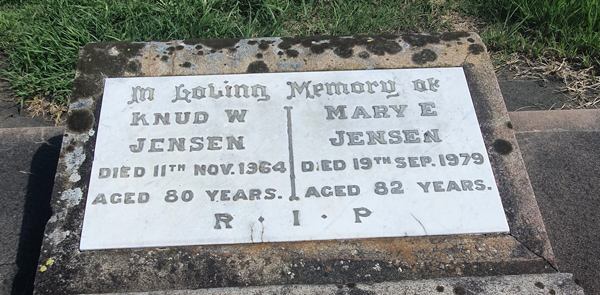 In Loving Memory of
KNUD W
JENSEN
DIED 11TH NOV. 1964
AGED 80 YEARS.
MARY E
JENSEN
DIED 19TH SEP. 1979
AGED 82 YEARS.
R · I · P